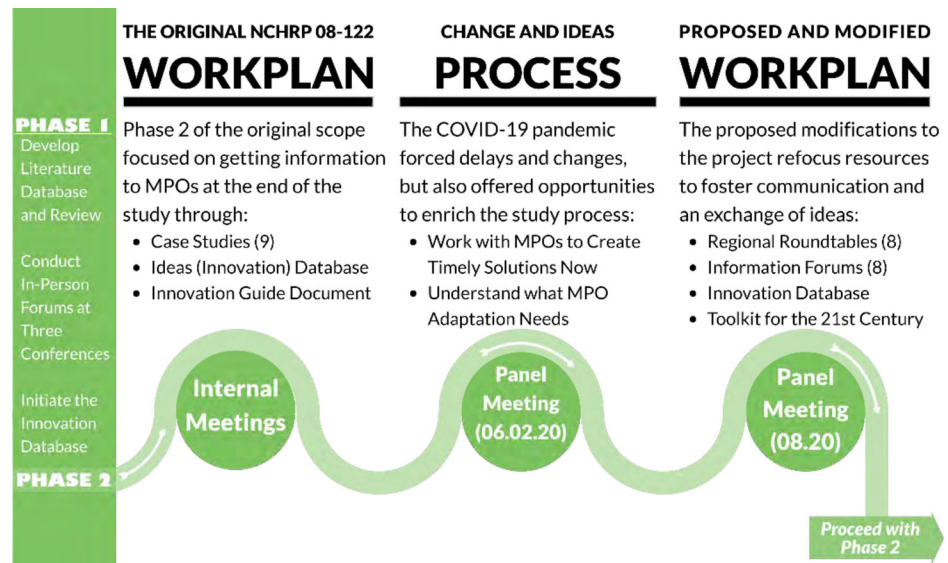 PHASE 1
Develop
Literature
Database
and Review
Conduct
In-Person
Forums at
Three
Conferences
Initiate the
Innovation
Database
PHASE 2
THE ORIGINAL NCHRP 08-122
WORKPLAN
Phase 2 of the original scope
focused on getting information
to MPOs at the end of the
study through:
• Case Studies (9)
• Ideas (Innovation) Database
• Innovation Guide Document
Internal
Meetings
CHANGE AND IDEAS
PROCESS
The COVID-19 pandemic
forced delays and changes,
but also offered opportunities
to enrich the study process:
• Work with MPOs to Create
Timely Solutions Now
• Understand what MPO
Adaptation Needs
Panel
Meeting
(06.02.20)
PROPOSED AND MODIFIED
WORKPLAN
The proposed modifications to
the project refocus resources
to foster communication and
an exchange of ideas:
• Regional Roundtables (8)
• Information Forums (8)
• Innovation Database
• Toolkit for the 21st Century
Panel
Meeting
(08.20)
Proceed with
Phase 2